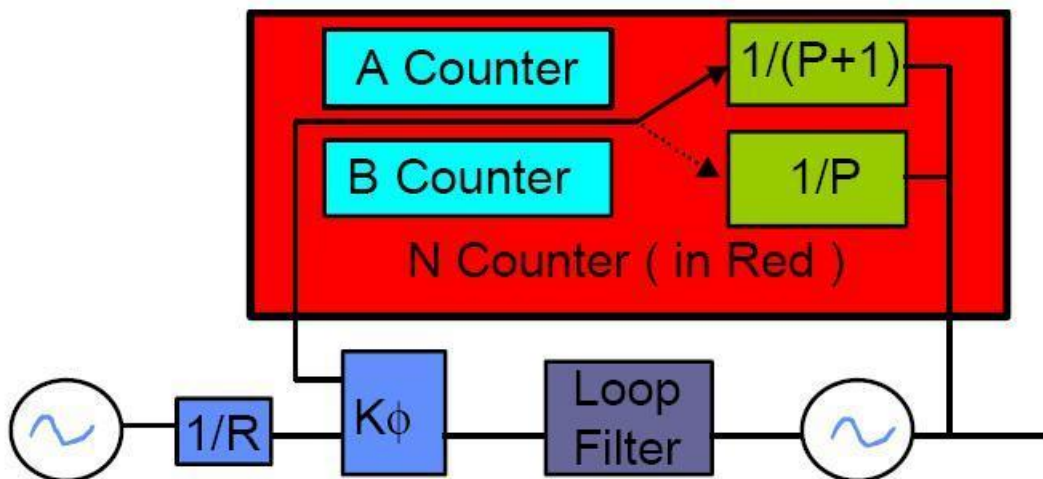 A Counter
1/(P+1)
B Counter
1/P
N Counter ( in Red )
1/R
Kϕ
Loop
Filter